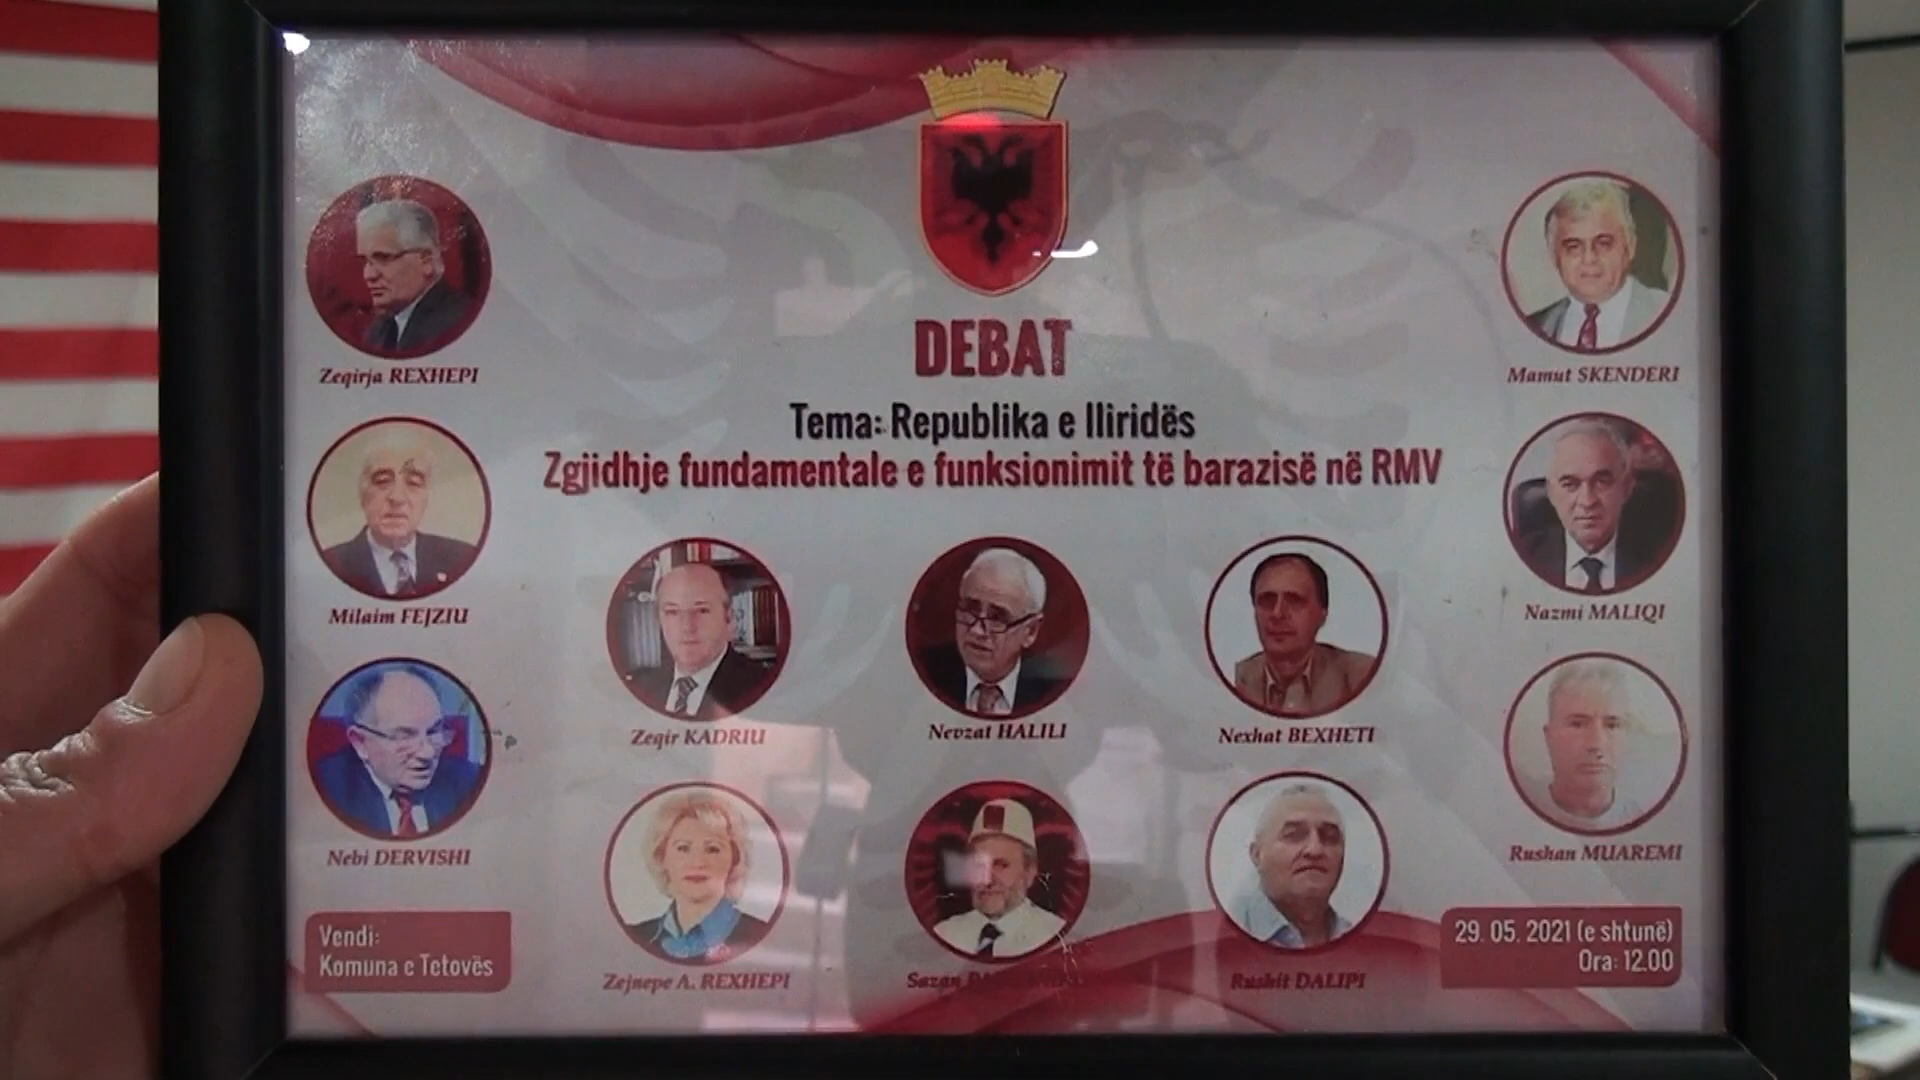 DEBAT
Tema: Republika e Iliridës
Zgjidhje fundamentale e funksionimit të barazisë në RMV
Zeqirja REXHEPI
Mamut SKENDERI
Milaim FEJZIU
Nazmi MALIQI
Zeqir KADRIU
Nevzat HALILI
Nexhat BEXHETI
Nebi DERVISHI
Rushan MUAREMI
Zejnepe A. REXHEPI
Sazan
Rushit DALIPI
Vendi:
Komuna e Tetovës
29. 05. 2021 (e shtunë)
Ora: 12.00